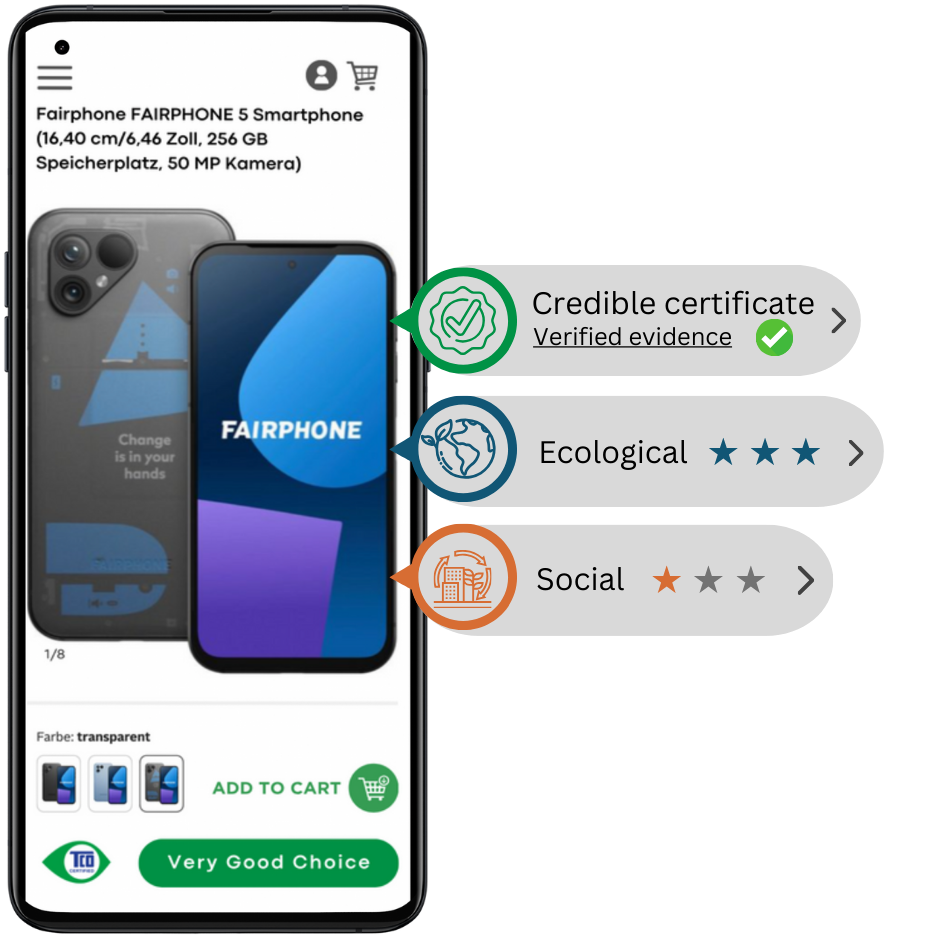 Fairphone FAIRPHONE 5 Smartphone
(16,40 cm/6,46 Zoll, 256 GB
Speicherplatz, 50 MP Kamera)
Change
is in your
hands
FAIRPHONE
FAIRPHONE
1/8
Credible certificate
Verified evidence
Ecological
Social
Farbe: transparent
ADD TO CART
TCO
CERTIFIED
Very Good Choice